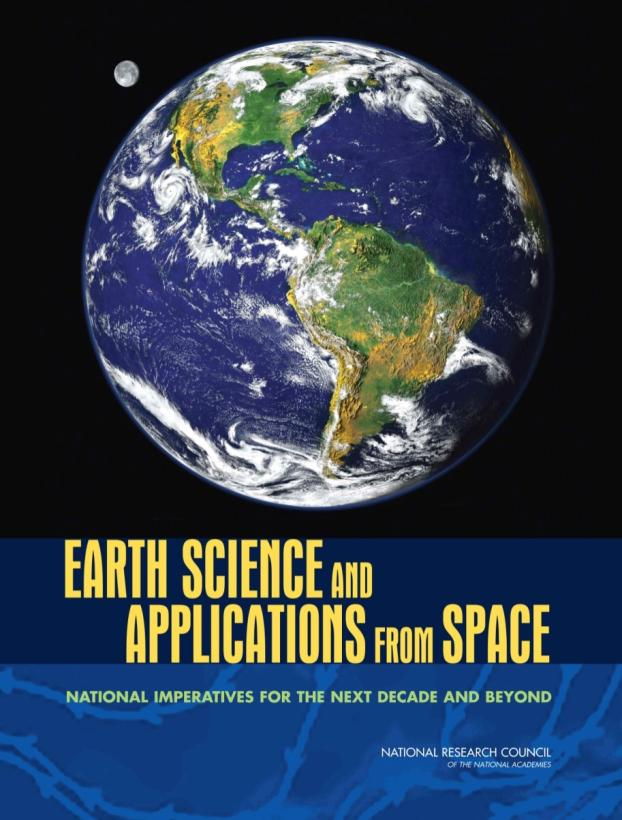 EARTH SCIENCE AND
APPLICATIONS FROM SPACE
NATIONAL IMPERATIVES FOR THE NEXT DECADE AND BEYOND
NATIONAL RESEARCH COUNCIL
OF THE NATIONAL ACADEMIES